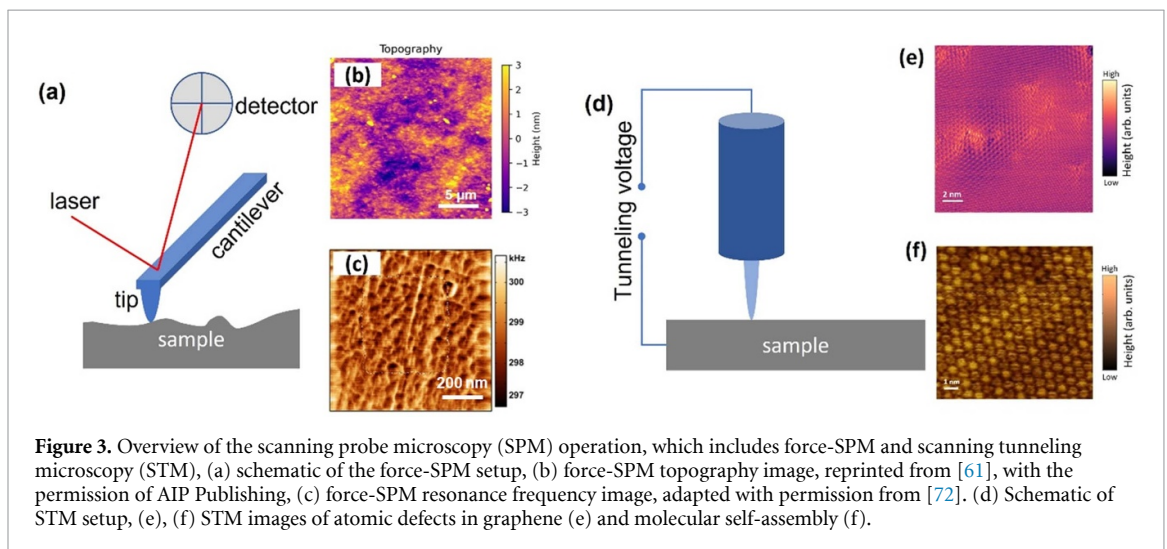 (a)
detector
laser
cantilever
tip
sample
Topography
(b)
5 µm
3
2
1
0
−1
−2
−3
Height (nm)
(c)
200 nm
kHz
300
299
298
297
(d)
Tunneling voltage
sample
(e)
2 nm
High
Low
Height (arb. units)
(f)
1 nm
High
Low
Height (arb. units)
Figure 3. Overview of the scanning probe microscopy (SPM) operation, which includes force-SPM and scanning tunneling
microscopy (STM), (a) schematic of the force-SPM setup, (b) force-SPM topography image, reprinted from [61], with the
permission of AIP Publishing, (c) force-SPM resonance frequency image, adapted with permission from [72]. (d) Schematic of
STM setup, (e), (f) STM images of atomic defects in graphene (e) and molecular self-assembly (f).